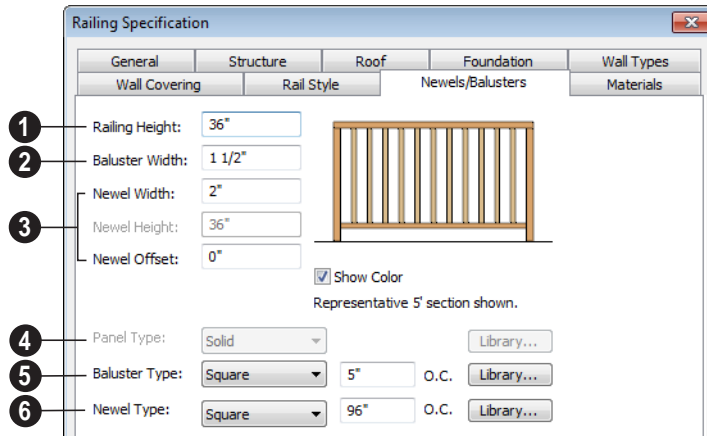 Railing Specification
General Structure Roof Foundation Wall Types
Wall Covering Rail Style Newels/Balusters Materials
1 Railing Height: 36"
2 Baluster Width: 1 1/2"
Newel Width: 2"
3 Newel Height: 36"
Newel Offset: 0"
Show Color
Representative 5' section shown.
4 Panel Type: Solid Library...
5 Baluster Type: Square 5" O.C. Library...
6 Newel Type: Square 96" O.C. Library...